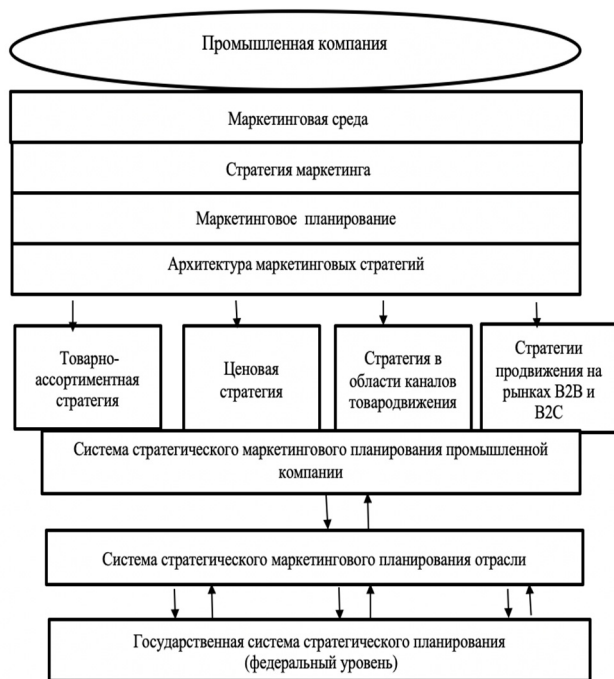 Промышленная компания
Маркетинговая среда
Стратегия маркетинга
Маркетинговое планирование
Архитектура маркетинговых стратегий
Товарно-
ассортиментная
стратегия
Ценовая
стратегия
Стратегия в
области каналов
товародвижения
Стратегии
продвижения на
рынках B2B и
B2C
Система стратегического маркетингового планирования промышленной
компании
Система стратегического маркетингового планирования отрасли
Государственная система стратегического планирования
(федеральный уровень)